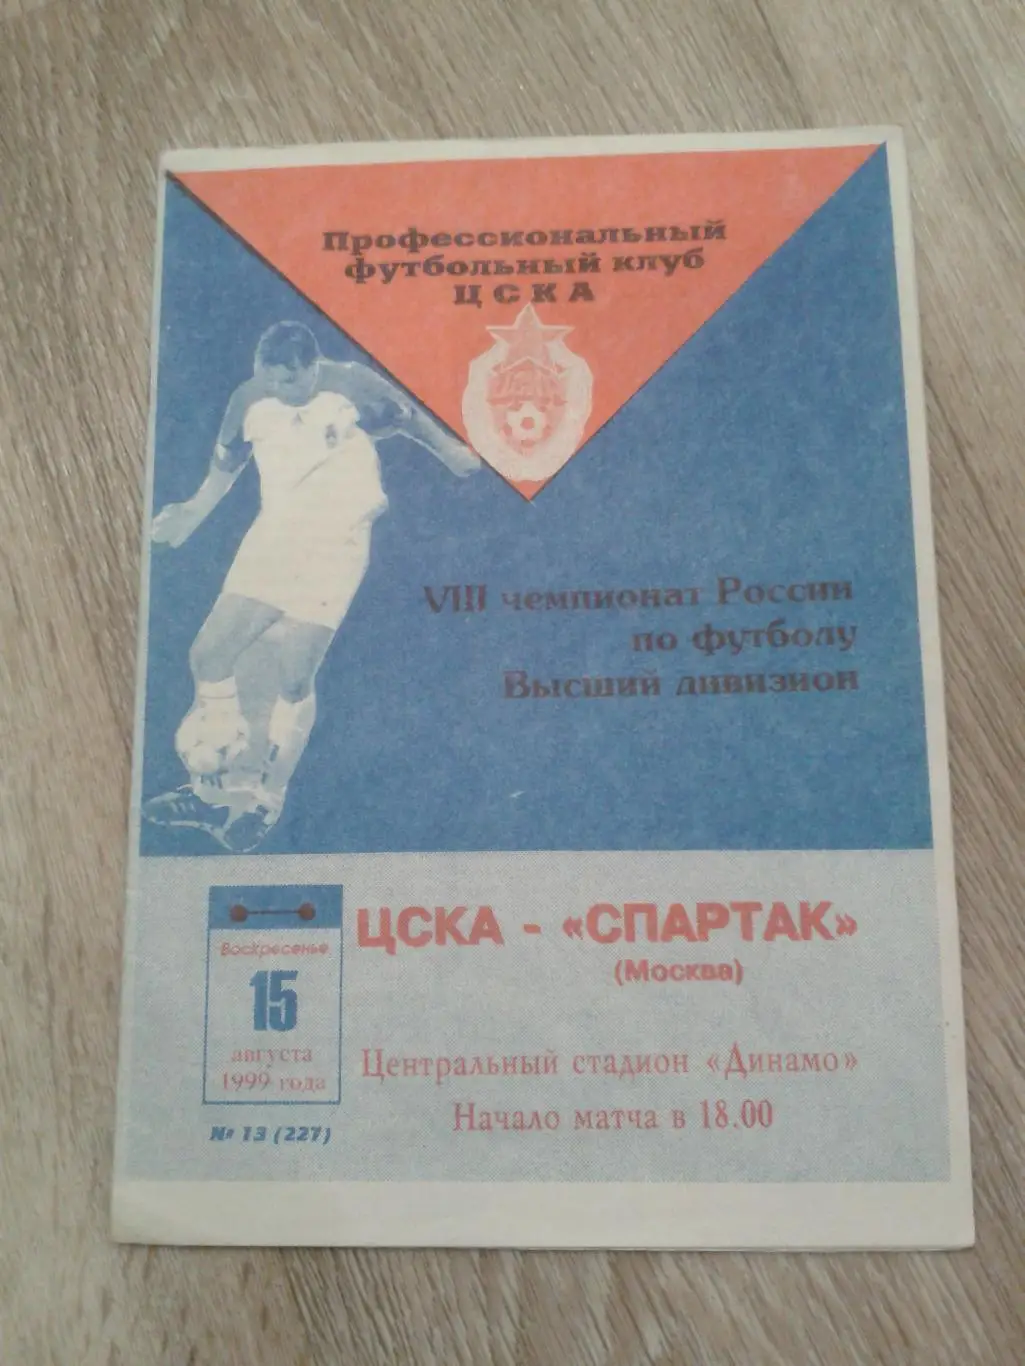 Профессиональный
футбольный клуб
ЦСКА
VIII чемпионат России
по футболу
Высший дивизион
Воскресенье
15
августа
1999 года
№ 13 (227)
ЦСКА - «СПАРТАК»
(Москва)
Центральный стадион «Динамо»
Начало матча в 18.00